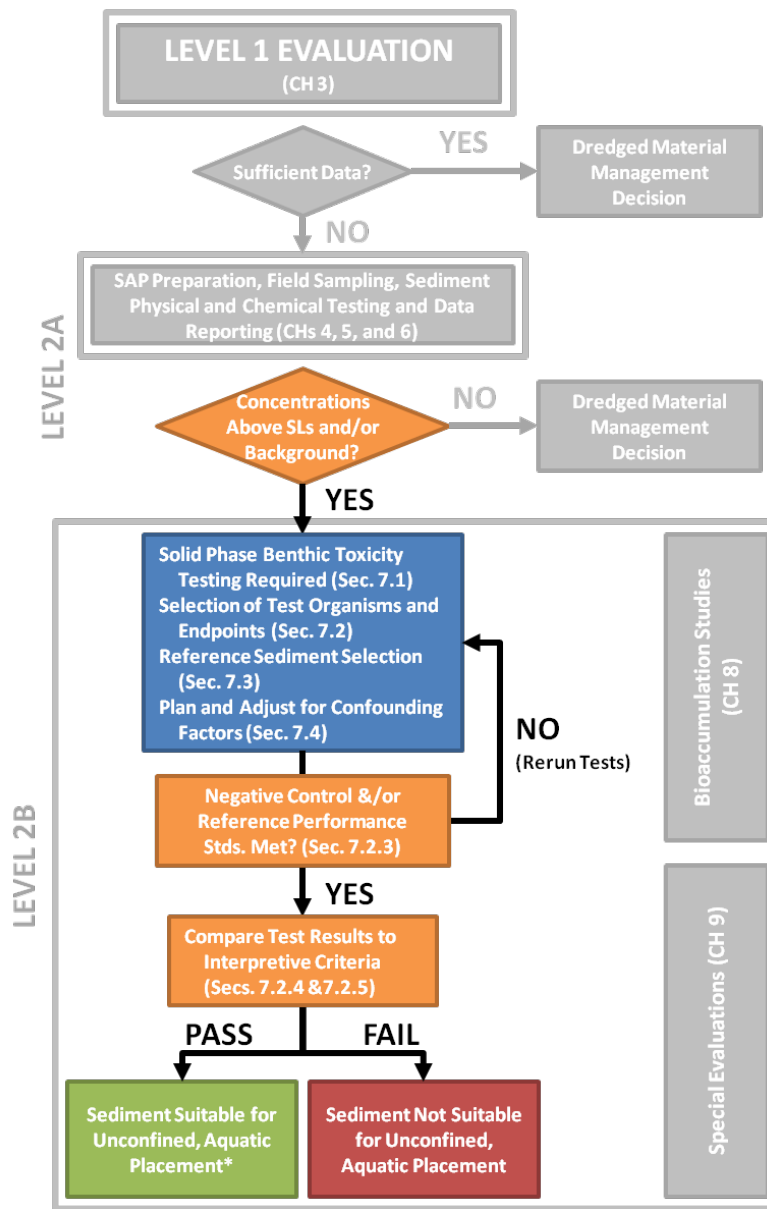 LEVEL 1 EVALUATION
(CH 3)
Sufficient Data?
YES
Dredged Material
Management
Decision
NO
SAP Preparation, Field Sampling, Sediment
Physical and Chemical Testing and Data
Reporting (CHs 4, 5, and 6)
LEVEL 2A
Concentrations
Above SLs and/or
Background?
NO
Dredged Material
Management
Decision
YES
Solid Phase Benthic Toxicity
Testing Required (Sec. 7.1)
Selection of Test Organisms and
Endpoints (Sec. 7.2)
Reference Sediment Selection
(Sec. 7.3)
Plan and Adjust for Confounding
Factors (Sec. 7.4)
NO
(Rerun Tests)
Bioaccumulation Studies
(CH 8)
LEVEL 2B
Negative Control &/or
Reference Performance
Stds. Met? (Sec. 7.2.3)
YES
Compare Test Results to
Interpretive Criteria
(Secs. 7.2.4 &7.2.5)
PASS
FAIL
Sediment Suitable for
Unconfined, Aquatic
Placement*
Sediment Not Suitable
for Unconfined,
Aquatic Placement
Special Evaluations (CH 9)